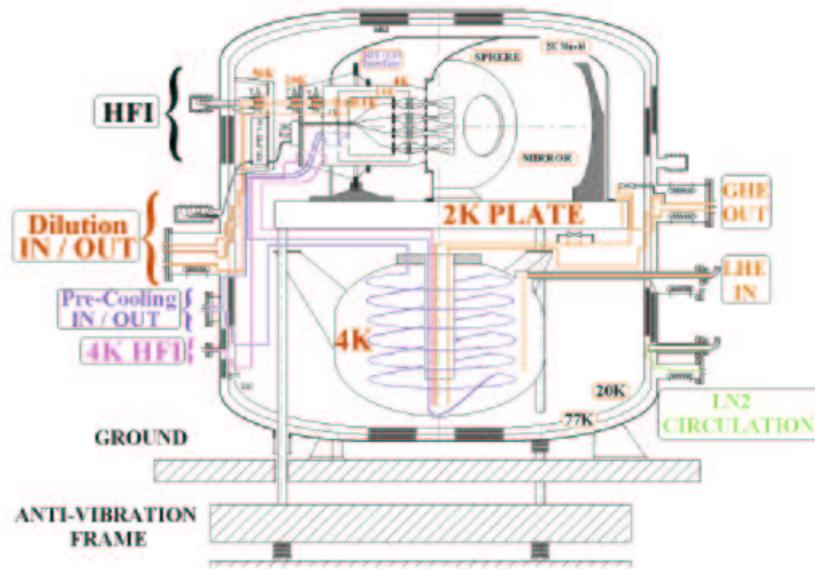 SPHERE
2K Shield
4K
HFI
MIRROR
Dilution
IN / OUT
2K PLATE
GHE
OUT
LHE
IN
Pre-Cooling
IN / OUT
4K HFI
4K
20K
77K
LN2
CIRCULATION
GROUND
ANTI-VIBRATION
FRAME